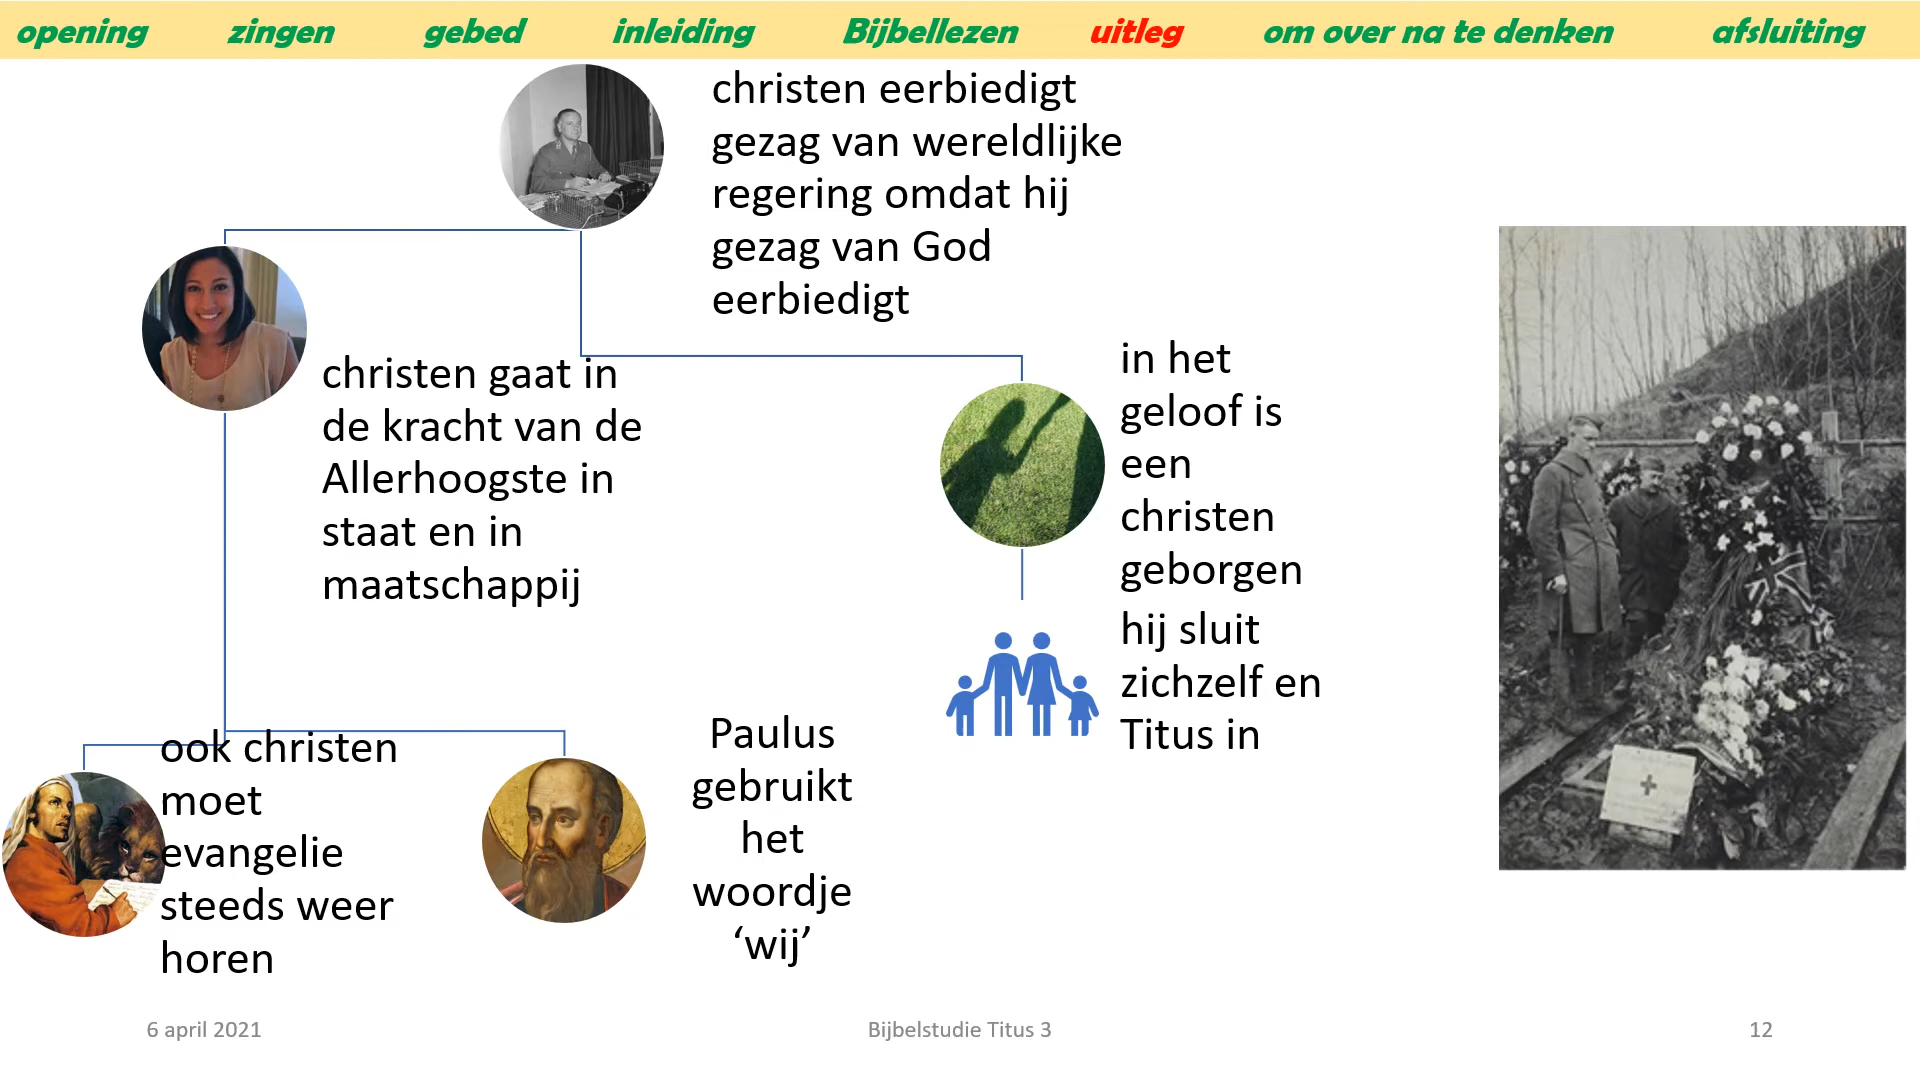 opening zingen gebed inleiding Bijbellezen uitleg om over na te denken afsluiting
christen eerbiedigt
gezag van wereldlijke
regering omdat hij
gezag van God
eerbiedigt
christen gaat in
de kracht van de
Allerhoogste in
staat en in
maatschappij
in het
geloof is
een
christen
geborgen
hij sluit
zichzelf en
Titus in
ook christen
moet
evangelie
steeds weer
horen
Paulus
gebruikt
het
woordje
‘wij’
6 april 2021
Bijbelstudie Titus 3
12